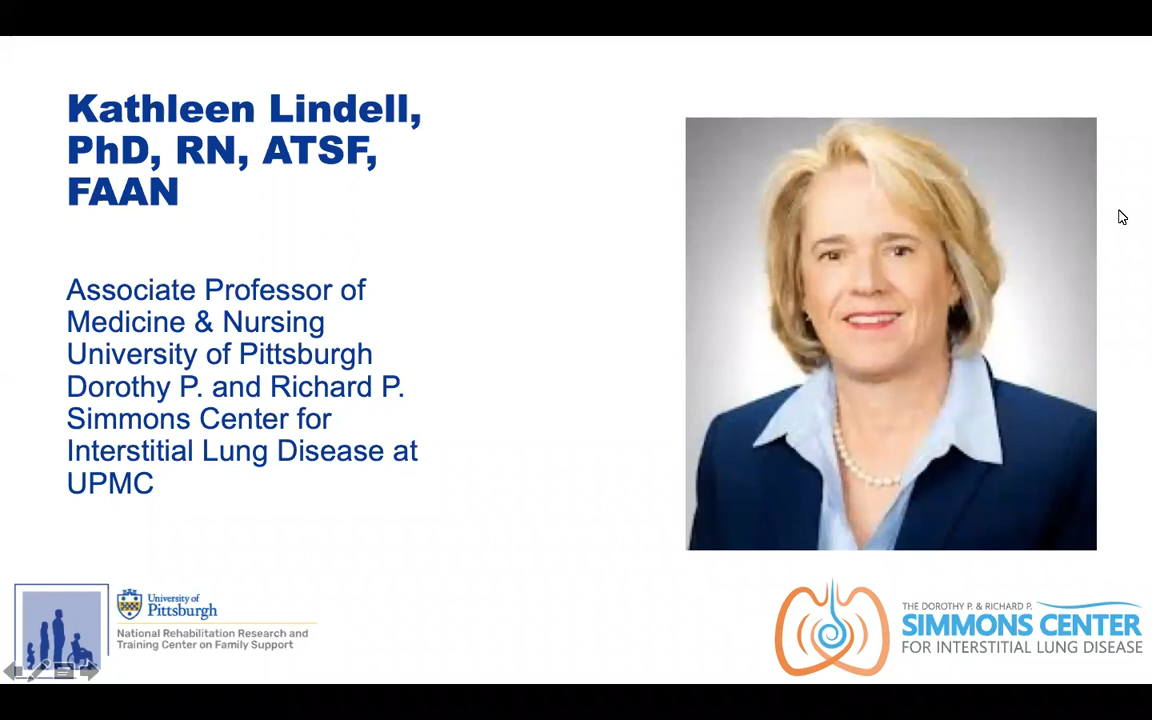 Kathleen Lindell,
PhD, RN, ATSF,
FAAN
Associate Professor of
Medicine & Nursing
University of Pittsburgh
Dorothy P. and Richard P.
Simmons Center for
Interstitial Lung Disease at
UPMC
University of
Pittsburgh
National Rehabilitation Research and
Training Center on Family Support
THE DOROTHY P. & RICHARD P.
SIMMONS CENTER
FOR INTERSTITIAL LUNG DISEASE